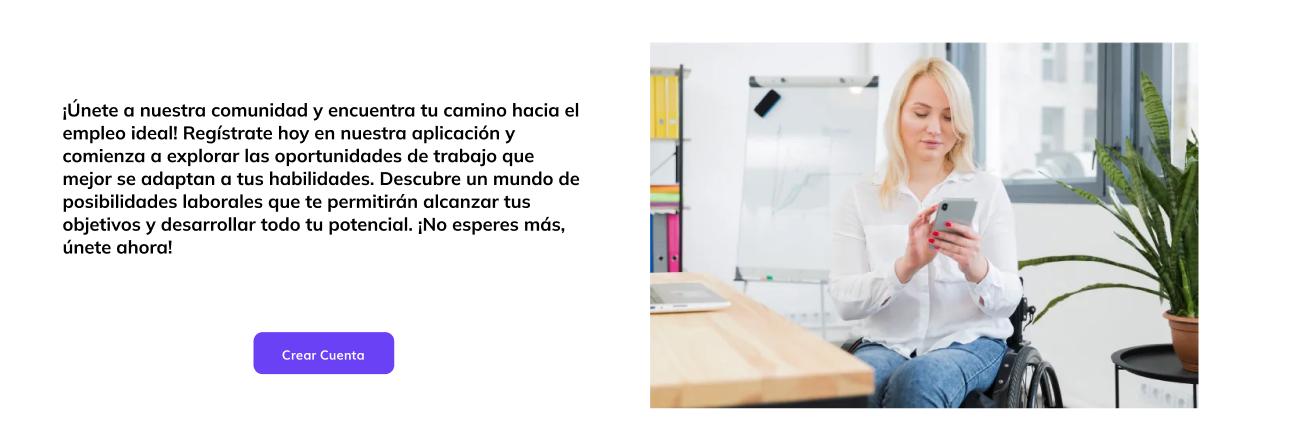 ¡Únete a nuestra comunidad y encuentra tu camino hacia el
empleo ideal! Regístrate hoy en nuestra aplicación y
comienza a explorar las oportunidades de trabajo que
mejor se adaptan a tus habilidades. Descubre un mundo de
posibilidades laborales que te permitirán alcanzar tus
objetivos y desarrollar todo tu potencial. ¡No esperes más,
únete ahora!
Crear Cuenta